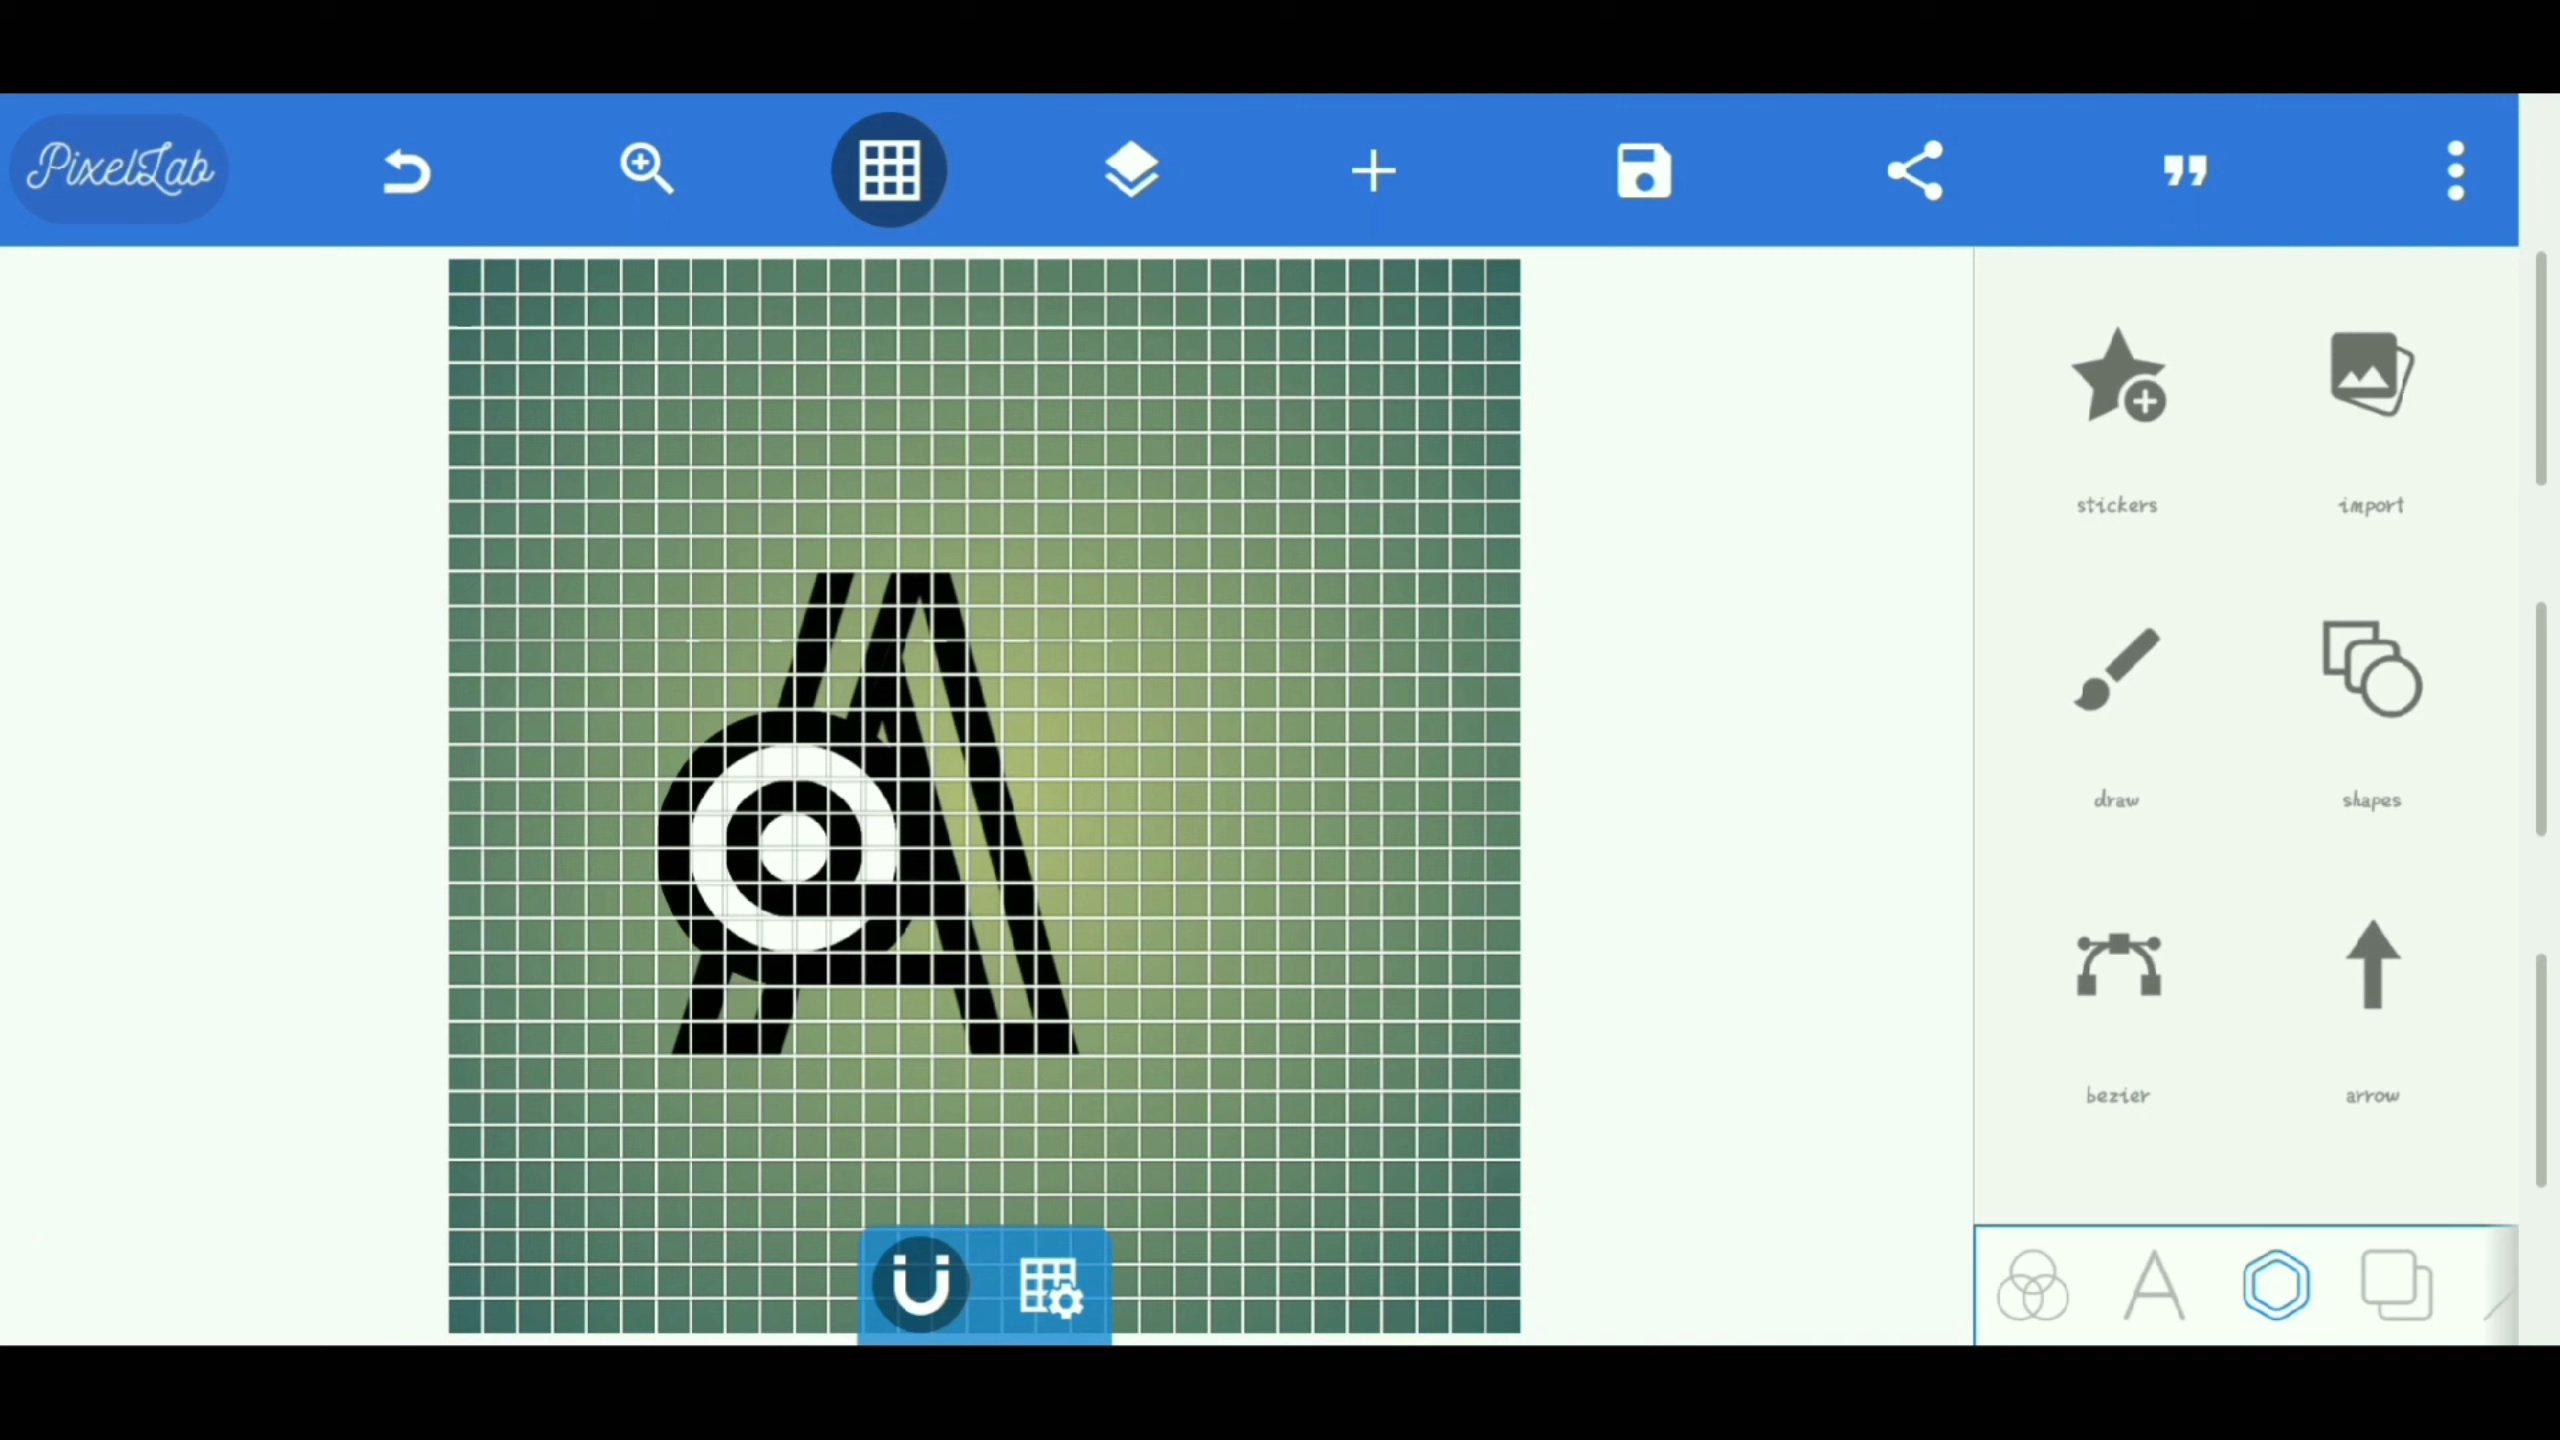 PixelLab
stickers
import
draw
shapes
bezier
arrow